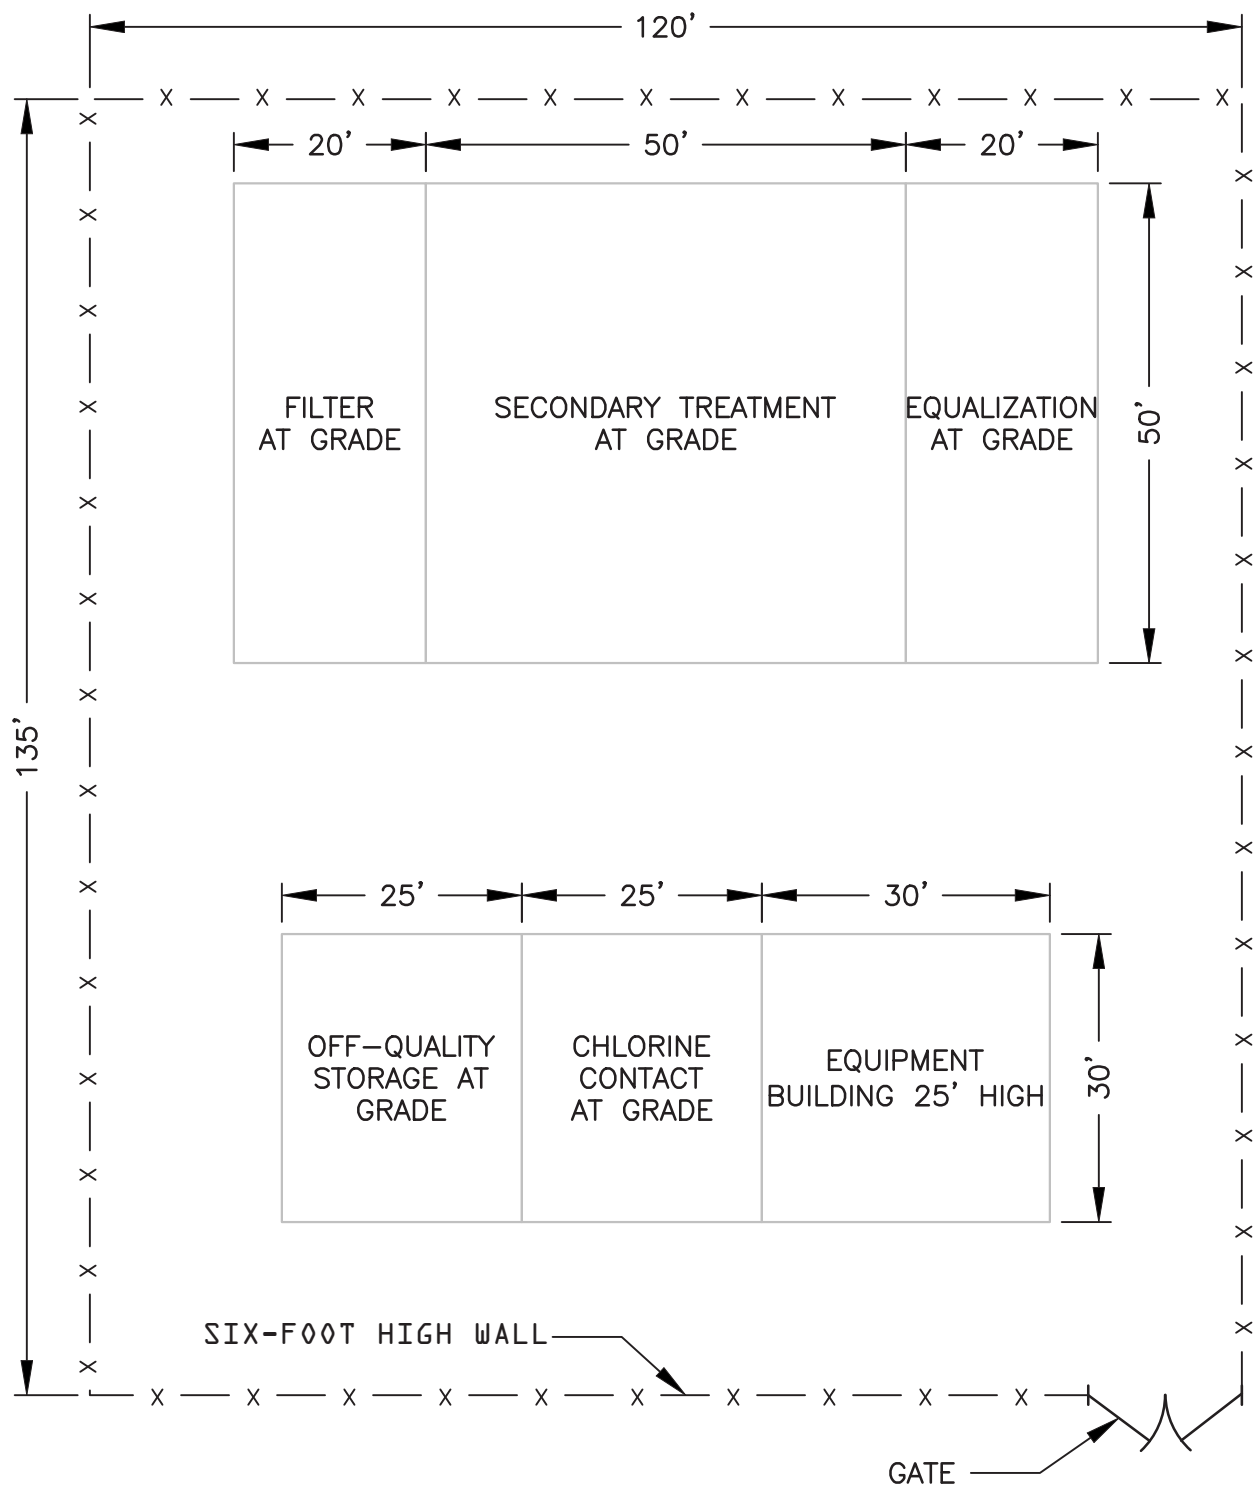 120'
20'
50'
20'
FILTER
AT GRADE
SECONDARY TREATMENT
AT GRADE
EQUALIZATION
AT GRADE
50'
135'
25'
25'
30'
OFF-QUALITY
STORAGE AT
GRADE
CHLORINE
CONTACT
AT GRADE
EQUIPMENT
BUILDING 25' HIGH
30'
SIX-FOOT HIGH WALL
GATE